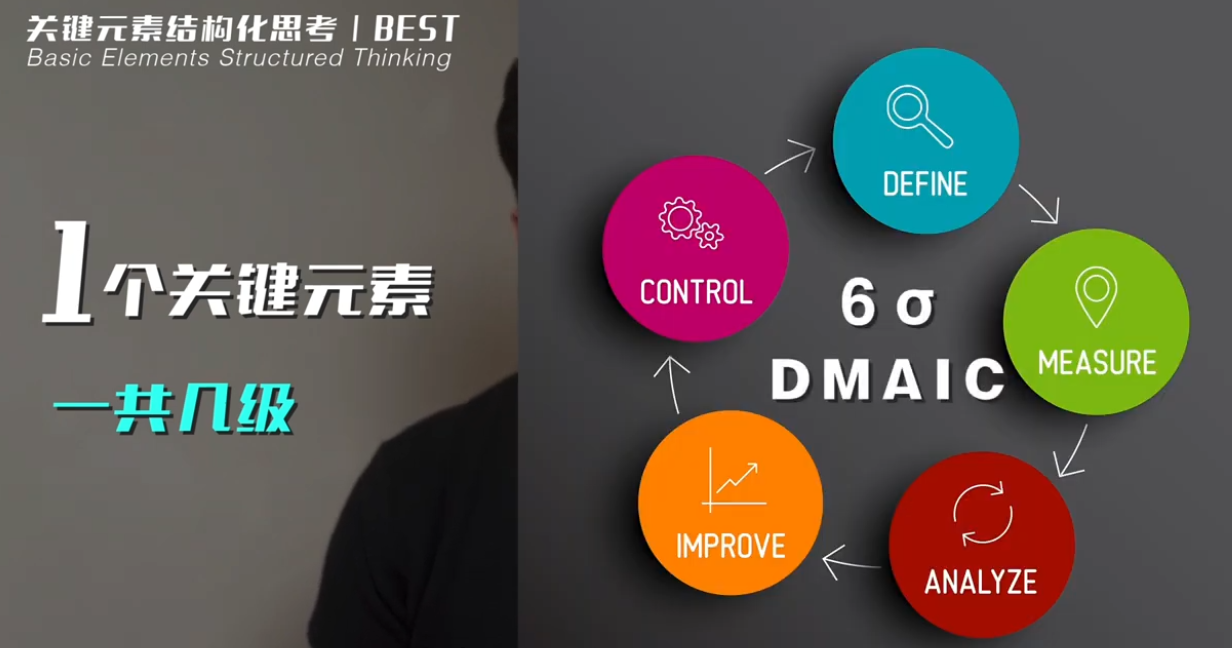 关键元素结构化思考 | BEST
Basic Elements Structured Thinking
1个关键元素
一共几级
DEFINE
MEASURE
ANALYZE
IMPROVE
CONTROL
6 σ
DMAIC